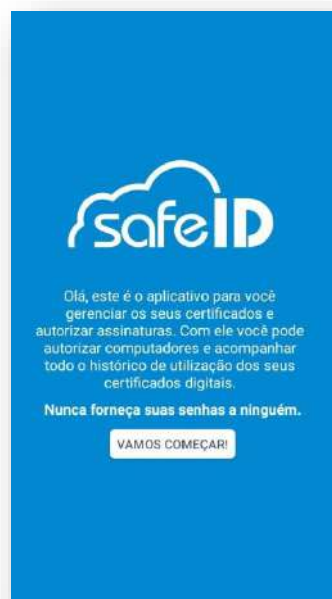 safeID
Olá, este é o aplicativo para você
gerenciar os seus certificados e
autorizar assinaturas. Com ele você pode
autorizar computadores e acompanhar
todo o histórico de utilização dos seus
certificados digitais.
Nunca forneça suas senhas a ninguém.
VAMOS COMEÇAR!